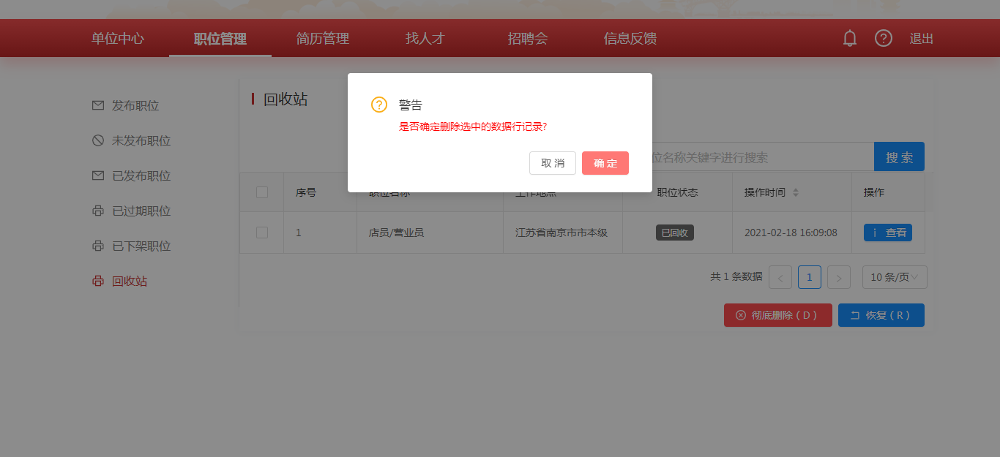 单位中心 职位管理 简历管理 找人才 招聘会 信息反馈 退出
发布职位
未发布职位
已发布职位
已过期职位
已下架职位
回收站
回收站
警告
是否确定删除选中的数据行记录?
取 消 确 定
位名称关键字进行搜索 搜 索
序号 职位名称 工作地点 职位状态 操作时间 操作
1 店员/营业员 江苏省南京市市本级 已回收 2021-02-18 16:09:08 查看
共 1 条数据 < 1 > 10 条/页
彻底删除 ( D ) 恢复 ( R )